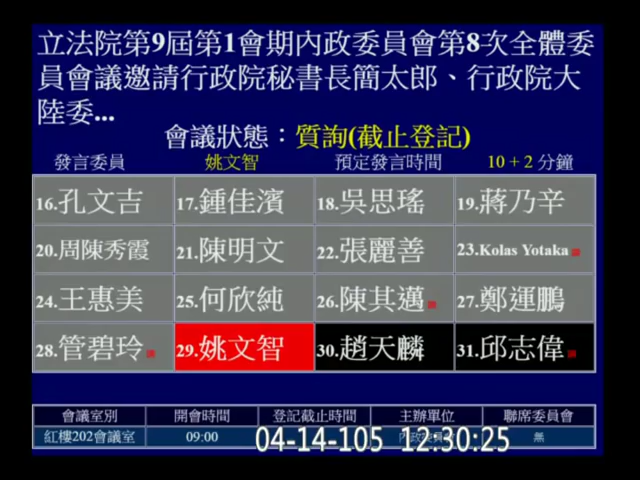 立法院第9屆第1會期內政委員會第8次全體委
員會議邀請行政院秘書長簡太郎、行政院大
陸委...
會議狀態：質詢(截止登記)
發言委員 姚文智 預定發言時間 10 + 2 分鐘
16.孔文吉 17.鍾佳濱 18.吳思瑤 19.蔣乃辛
20.周陳秀霞 21.陳明文 22.張麗善 23.Kolas Yotaka
24.王惠美 25.何欣純 26.陳其邁 27.鄭運鵬
28.管碧玲 29.姚文智 30.趙天麟 31.邱志偉
會議室別 開會時間 登記截止時間 主辦單位 聯席委員會
紅樓202會議室 09:00 無
04-14-105 12:30:25